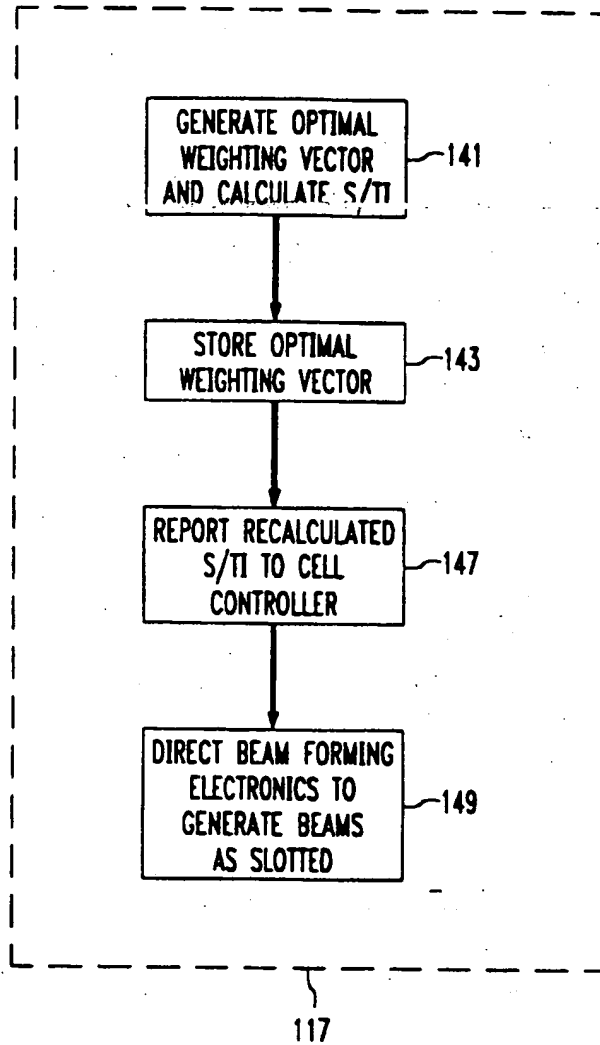 GENERATE OPTIMAL
WEIGHTING VECTOR
AND CALCULATE S/TI
141
STORE OPTIMAL
WEIGHTING VECTOR
143
REPORT RECALCULATED
S/TI TO CELL
CONTROLLER
147
DIRECT BEAM FORMING
ELECTRONICS TO
GENERATE BEAMS
AS SLOTTED
149
117